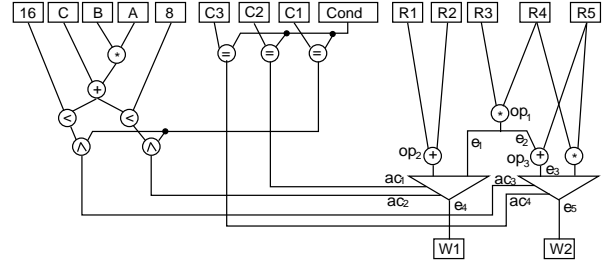 16 C B A 8 C3 C2 C1 Cond R1 R2 R3 R4 R5
* = = =
+ * op₁
< < e₁ e₂
∧ ∧ op₂ + op₃ + *
e₃
ac₁ ac₃
ac₂ e₄ ac₄ e₅
W1 W2